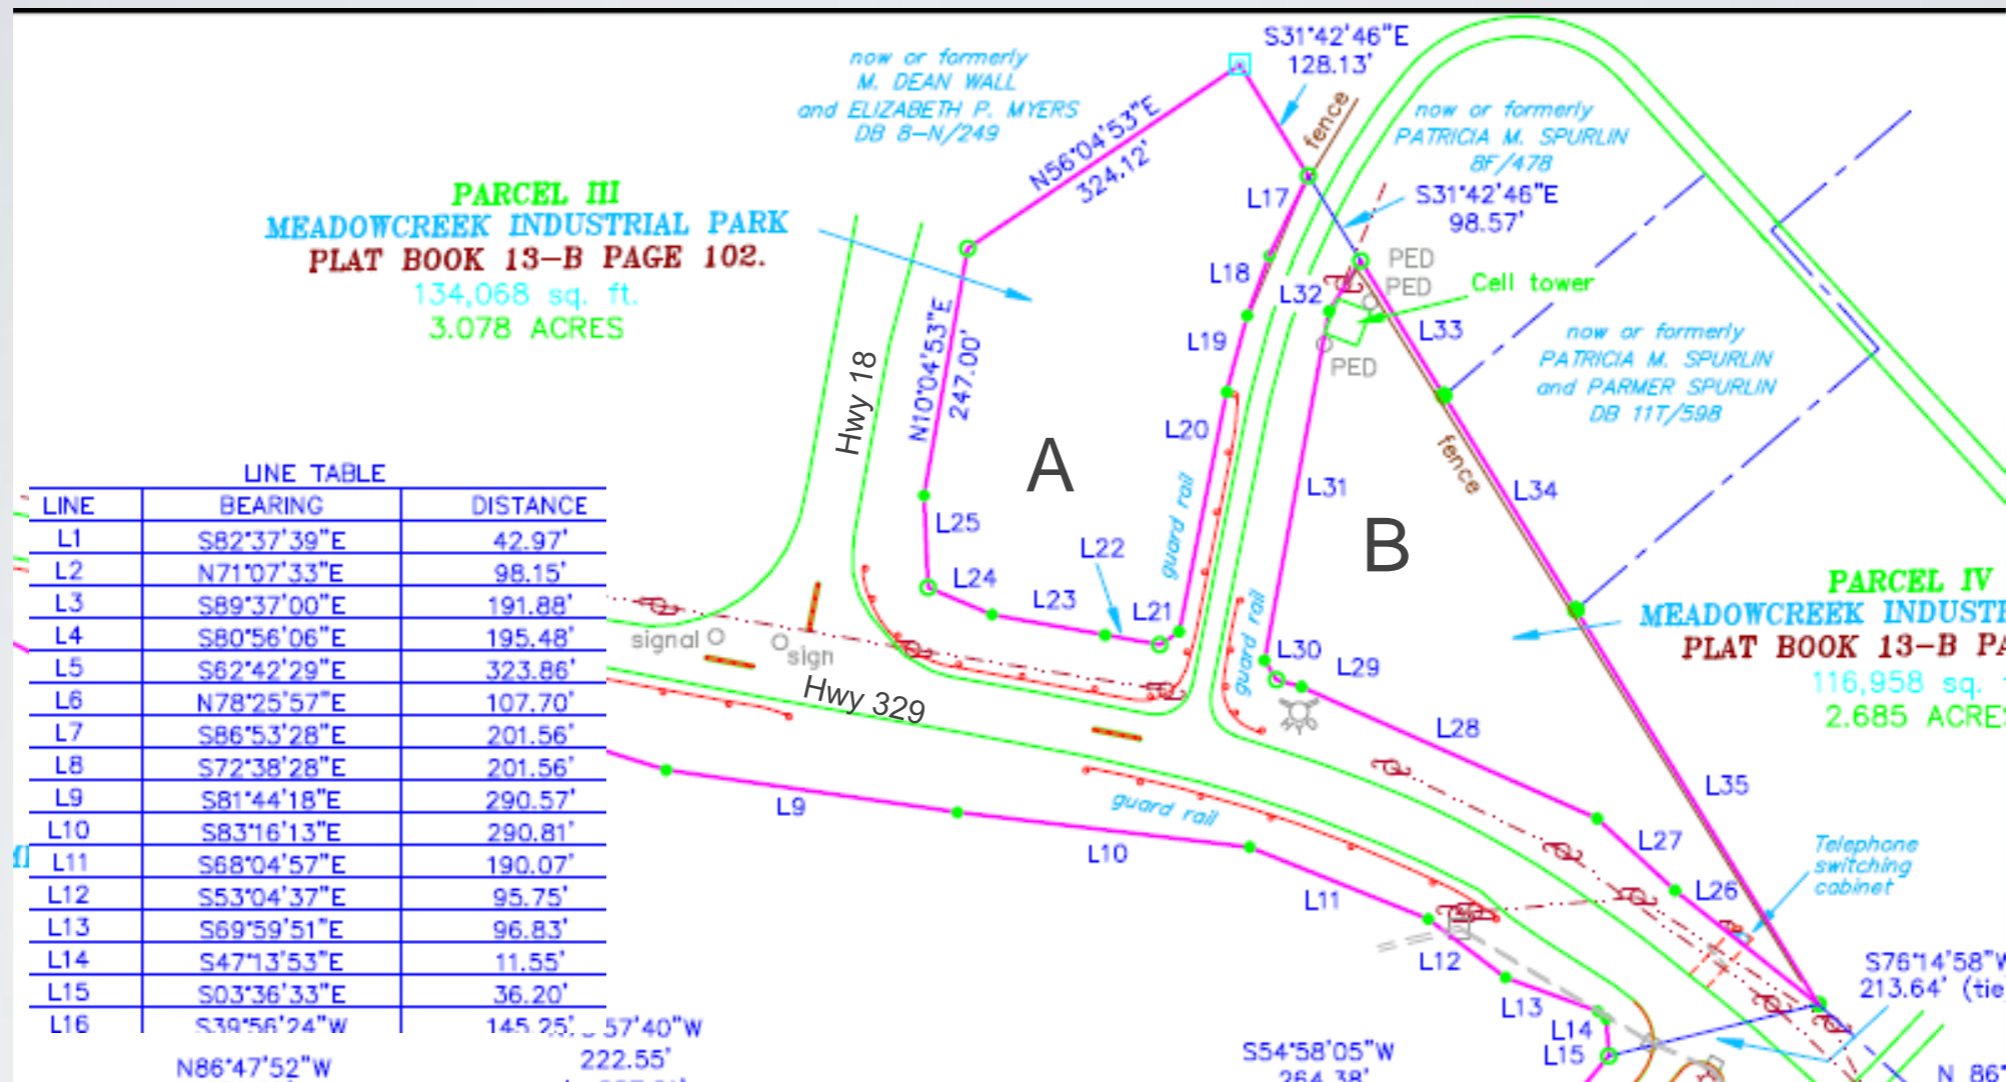 S31°42'46"E
128.13'
now or formerly
M. DEAN WALL
and ELIZABETH P. MYERS
DB 8-N/249
N56°04'53"E
324.12'
fence
now or formerly
PATRICIA M. SPURLIN
8F/478
S31°42'46"E
98.57'
PARCEL III
MEADOWCREEK INDUSTRIAL PARK
PLAT BOOK 13-B PAGE 102.
134,068 sq. ft.
3.078 ACRES
L17
L18
L19
L20
L32
PED
PED
Cell tower
L33
PED
now or formerly
PATRICIA M. SPURLIN
and PARMER SPURLIN
DB 11T/598
N10°04'53"E
247.00'
Hwy 18
A
L31
fence
L34
B
guard rail
L25
L22
L24
L23
L21
guard rail
L30
L29
PARCEL IV
MEADOWCREEK INDUSTR
PLAT BOOK 13-B PA
116,958 sq.
2.685 ACRES
signal
sign
Hwy 329
L28
L35
L9
guard rail
L10
L27
L26
Telephone
switching
cabinet
L11
L12
L13
L14
L15
S76°14'58"W
213.64' (tie
LINE TABLE
LINE BEARING DISTANCE
L1 S82°37'39"E 42.97'
L2 N71°07'33"E 98.15'
L3 S89°37'00"E 191.88'
L4 S80°56'06"E 195.48'
L5 S62°42'29"E 323.86'
L6 N78°25'57"E 107.70'
L7 S86°53'28"E 201.56'
L8 S72°38'28"E 201.56'
L9 S81°44'18"E 290.57'
L10 S83°16'13"E 290.81'
L11 S68°04'57"E 190.07'
L12 S53°04'37"E 95.75'
L13 S69°59'51"E 96.83'
L14 S47°13'53"E 11.55'
L15 S03°36'33"E 36.20'
L16 S39°56'24"W 145.25'
57'40"W
222.55'
N86°47'52"W
S54°58'05"W
264.38'
N 86°